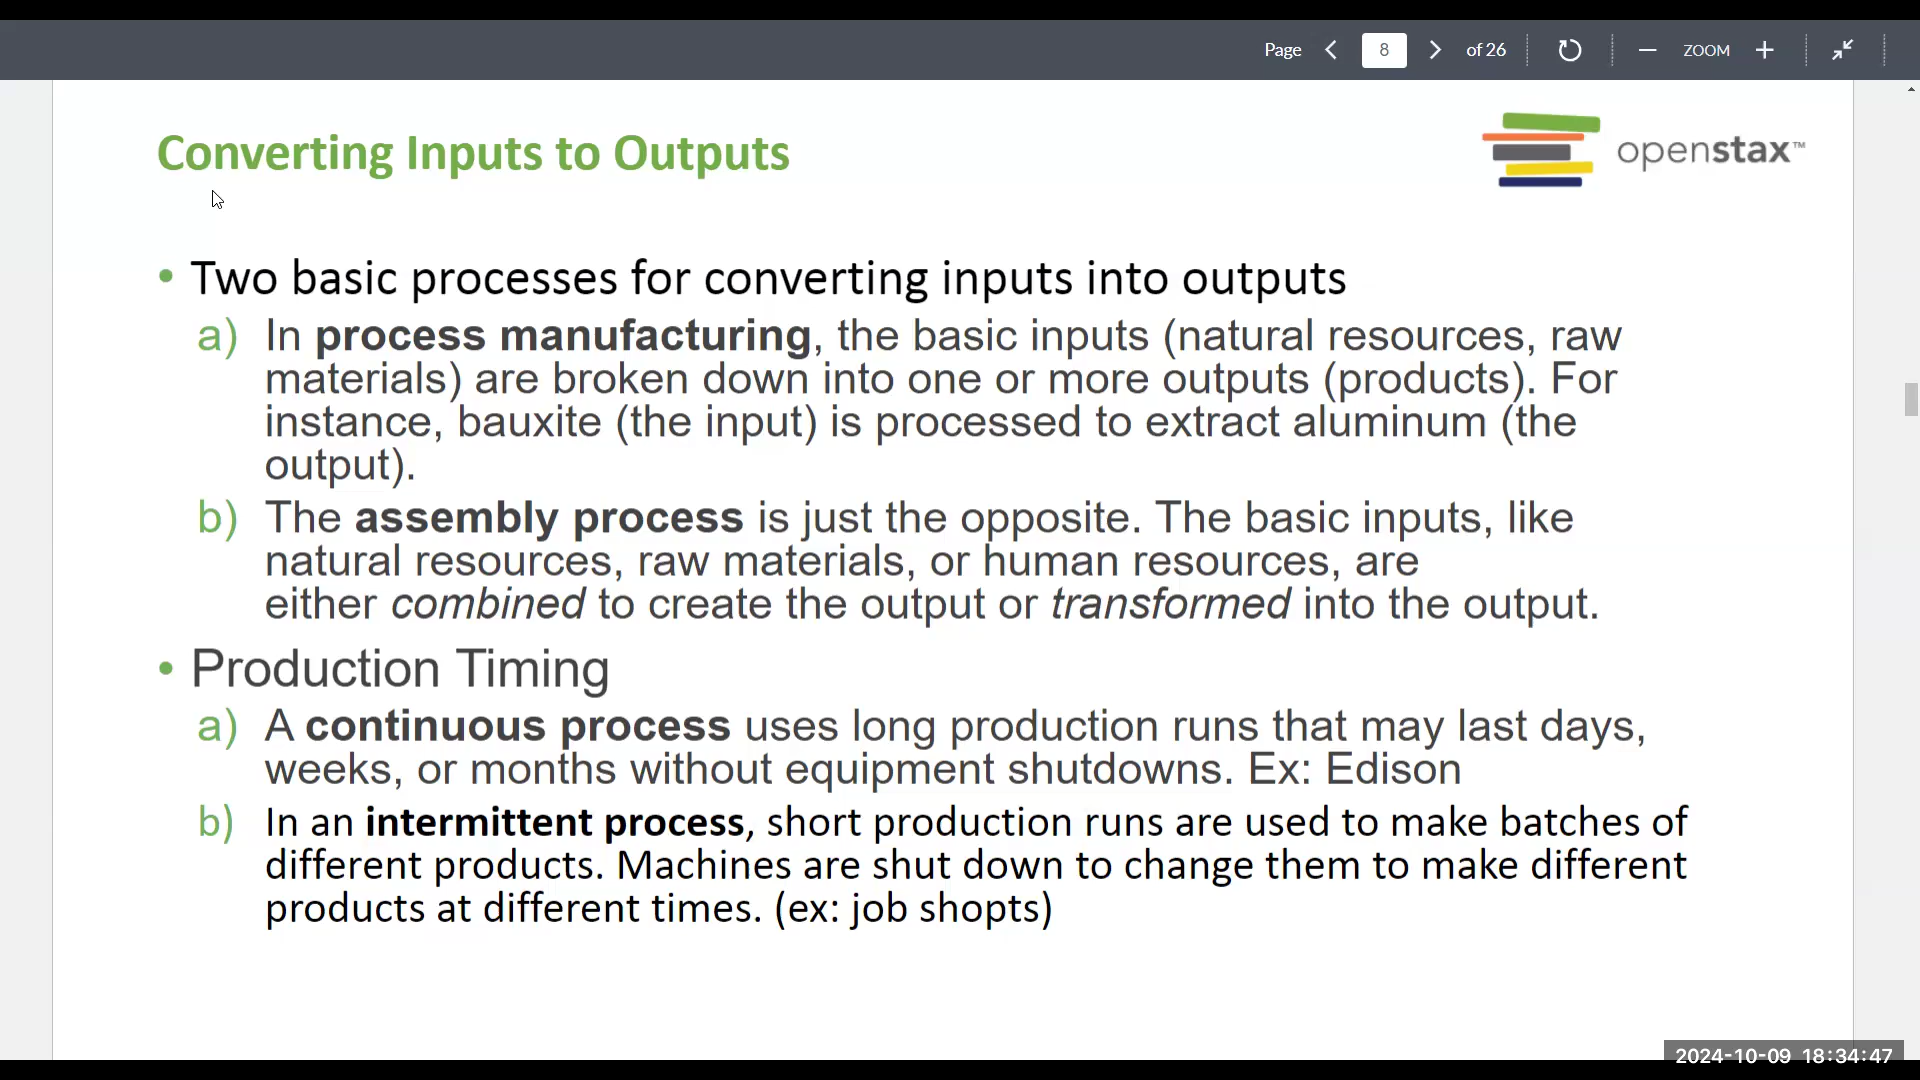 Page 8 of 26 ZOOM
Converting Inputs to Outputs
openstax™
• Two basic processes for converting inputs into outputs
a) In process manufacturing, the basic inputs (natural resources, raw
materials) are broken down into one or more outputs (products). For
instance, bauxite (the input) is processed to extract aluminum (the
output).
b) The assembly process is just the opposite. The basic inputs, like
natural resources, raw materials, or human resources, are
either combined to create the output or transformed into the output.
• Production Timing
a) A continuous process uses long production runs that may last days,
weeks, or months without equipment shutdowns. Ex: Edison
b) In an intermittent process, short production runs are used to make batches of
different products. Machines are shut down to change them to make different
products at different times. (ex: job shopts)
2024-10-09 18:34:47